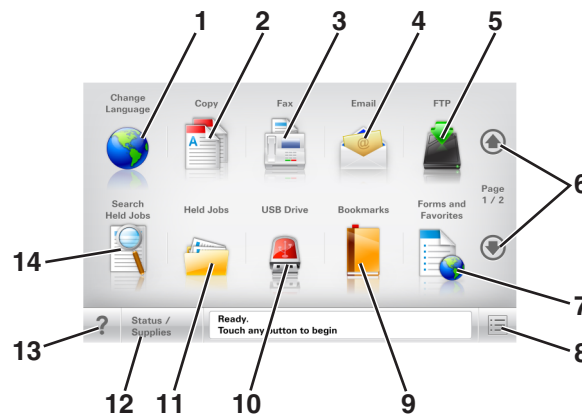 1 2 3 4 5
Change
Language
Copy
Fax
Email
FTP
A
@
6
Page
1 / 2
Search
Held Jobs
Held Jobs
USB Drive
Bookmarks
Forms and
Favorites
14
7
?
Status /
Supplies
Ready.
Touch any button to begin
8
13
12
11
10
9